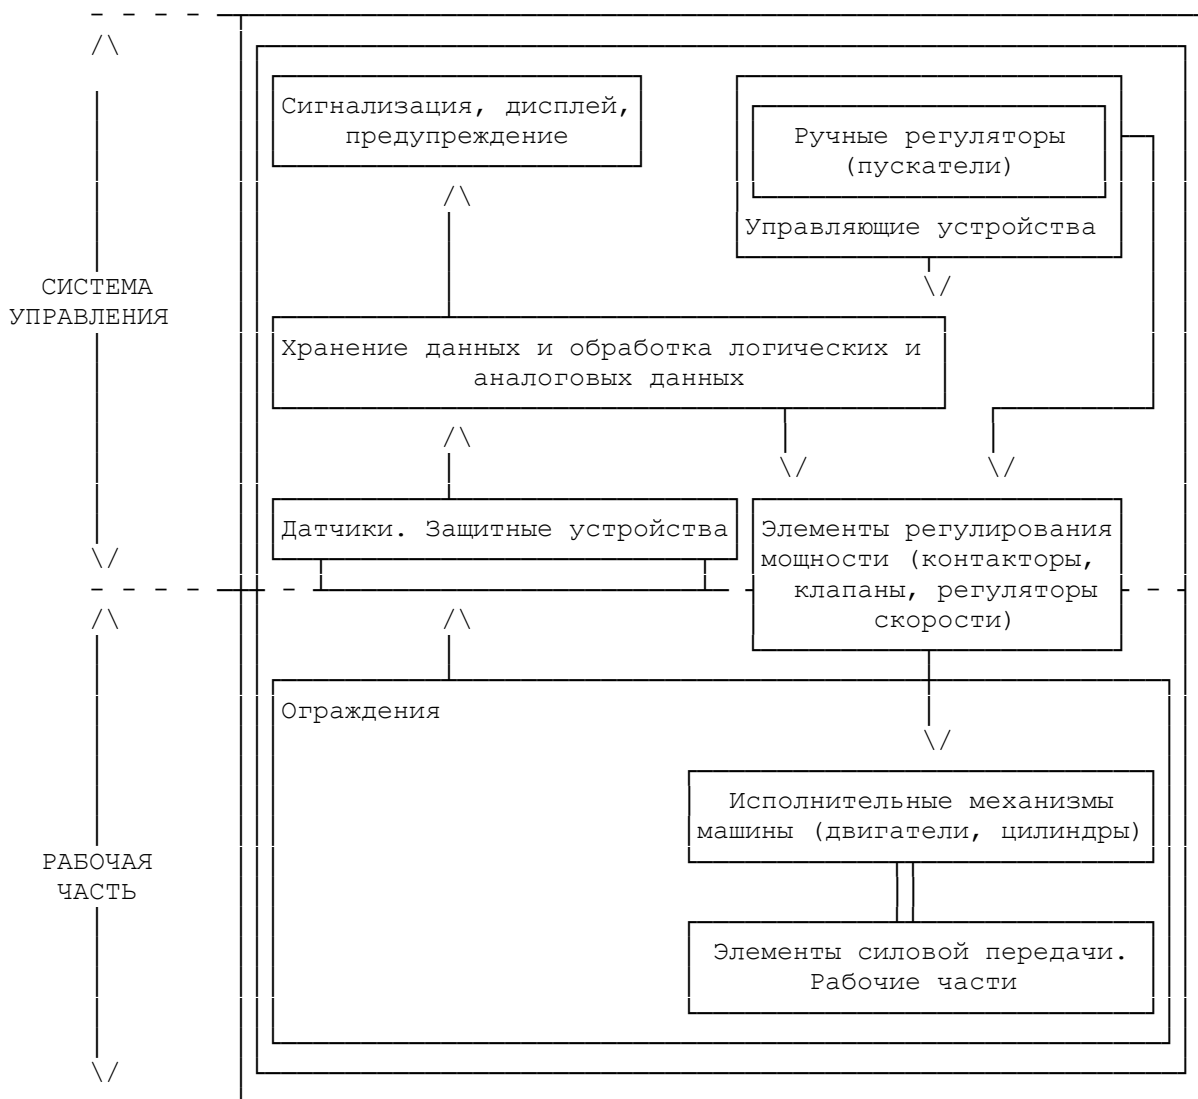 Сигнализация, дисплей,
предупреждение
Ручные регуляторы
(пускатели)
Управляющие устройства
СИСТЕМА
УПРАВЛЕНИЯ
Хранение данных и обработка логических и
аналоговых данных
Датчики. Защитные устройства
Элементы регулирования
мощности (контакторы,
клапаны, регуляторы
скорости)
Ограждения
Исполнительные механизмы
машины (двигатели, цилиндры)
РАБОЧАЯ
ЧАСТЬ
Элементы силовой передачи.
Рабочие части